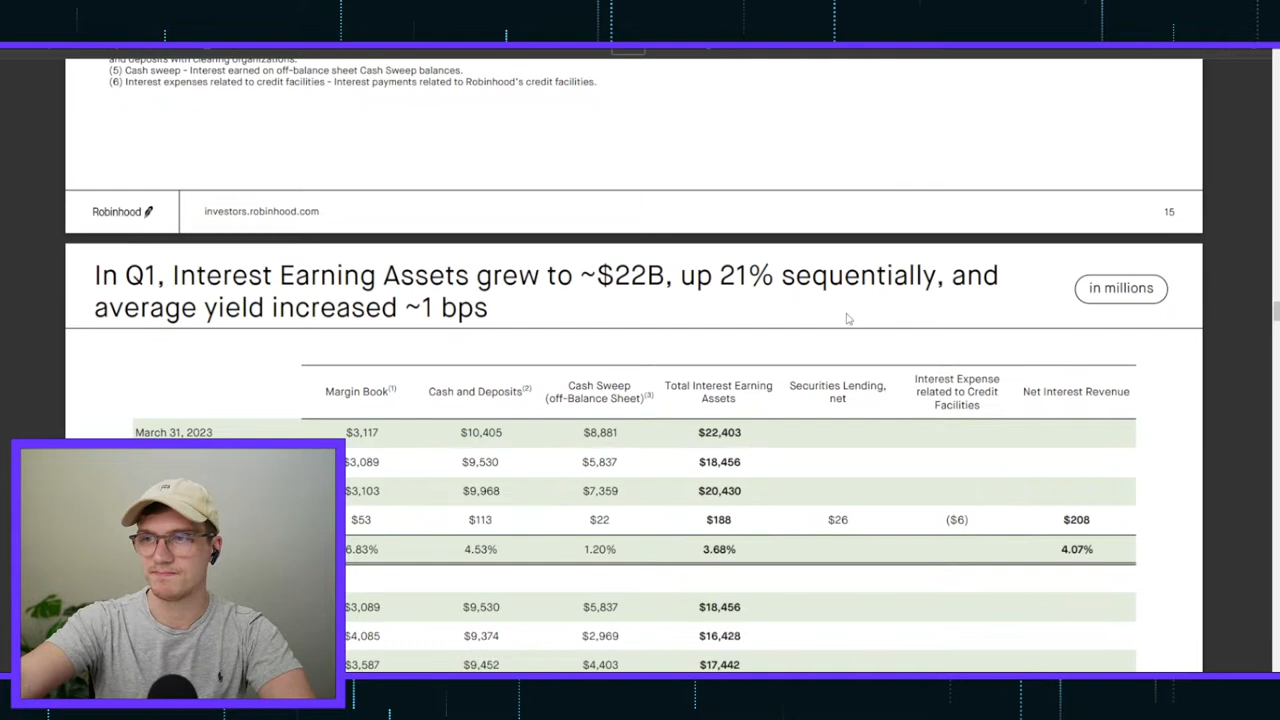 and deposits with clearing organizations.
(5) Cash sweep - Interest earned on off-balance sheet Cash Sweep balances.
(6) Interest expenses related to credit facilities - Interest payments related to Robinhood's credit facilities.
Robinhood investors.robinhood.com 15
In Q1, Interest Earning Assets grew to ~$22B, up 21% sequentially, and
average yield increased ~1 bps
in millions
Margin Book(1) Cash and Deposits(2) Cash Sweep (off-Balance Sheet)(3) Total Interest Earning Assets Securities Lending, net Interest Expense related to Credit Facilities Net Interest Revenue
March 31, 2023 $3,117 $10,405 $8,881 $22,403
$3,089 $9,530 $5,837 $18,456
$3,103 $9,968 $7,359 $20,430
$53 $113 $22 $188 $26 ($6) $208
6.83% 4.53% 1.20% 3.68% 4.07%
$3,089 $9,530 $5,837 $18,456
$4,085 $9,374 $2,969 $16,428
$3,587 $9,452 $4,403 $17,442